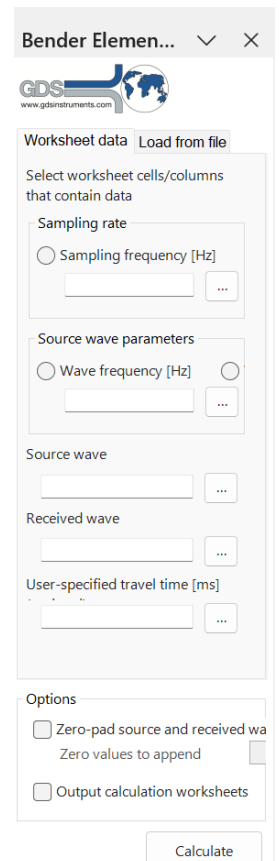 Bender Elemen...
GDS
www.gdsinstruments.com
Worksheet data
Load from file
Select worksheet cells/columns
that contain data
Sampling rate
Sampling frequency [Hz]
...
Source wave parameters
Wave frequency [Hz]
...
Source wave
...
Received wave
...
User-specified travel time [ms]
...
Options
Zero-pad source and received wa
Zero values to append
Output calculation worksheets
Calculate